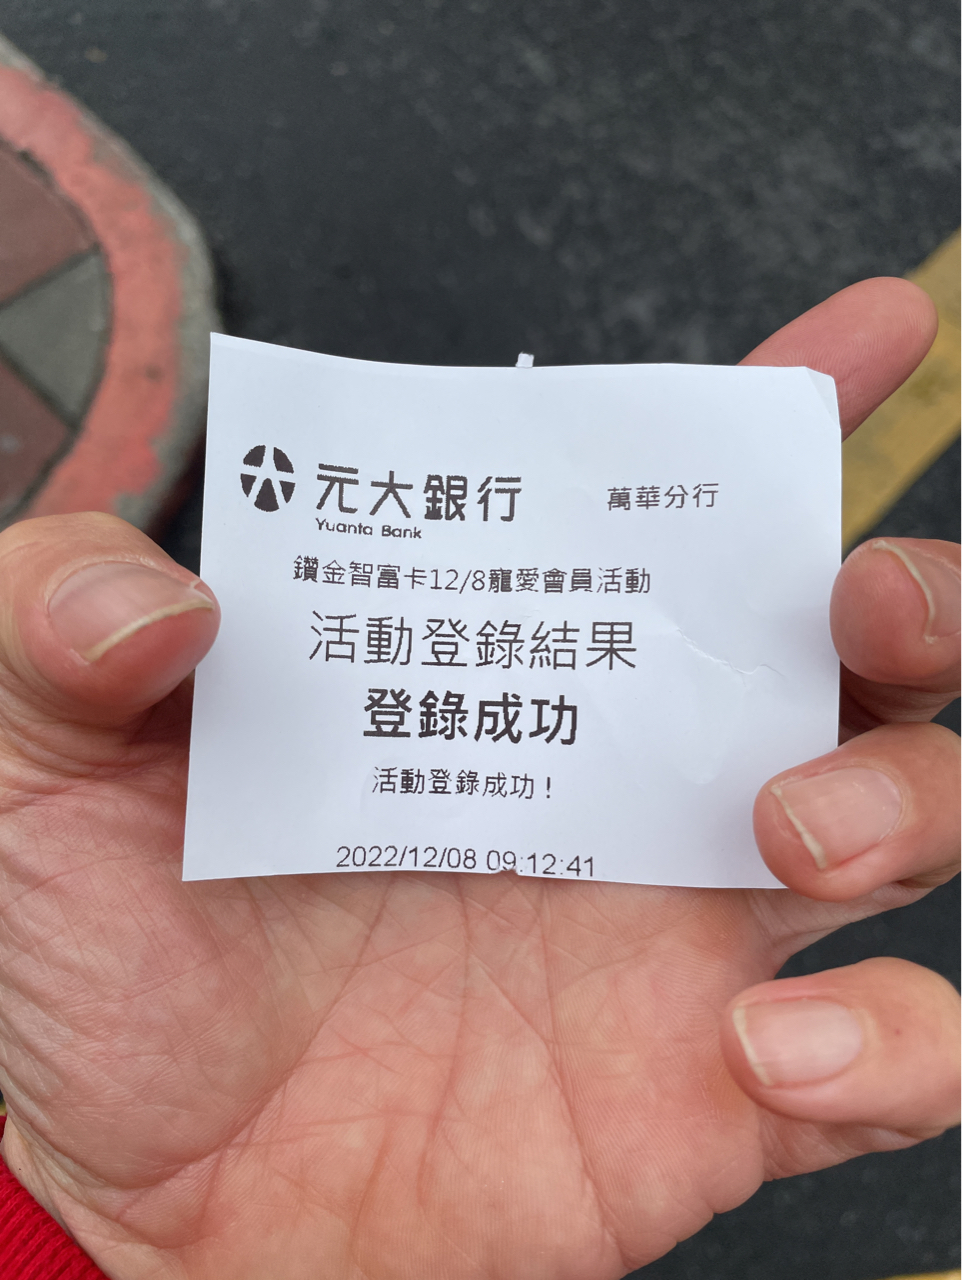 元大銀行 萬華分行
Yuanta Bank
鑽金智富卡12/8寵愛會員活動
活動登錄結果
登錄成功
活動登錄成功！
2022/12/08 09:12:41